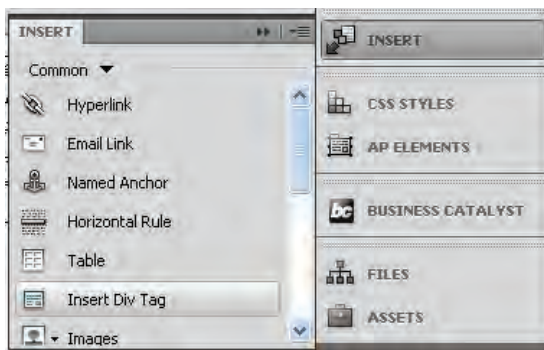 INSERT
Common
Hyperlink
Email Link
Named Anchor
Horizontal Rule
Table
Insert Div Tag
Images
INSERT
CSS STYLES
AP ELEMENTS
bc BUSINESS CATALYST
FILES
ASSETS